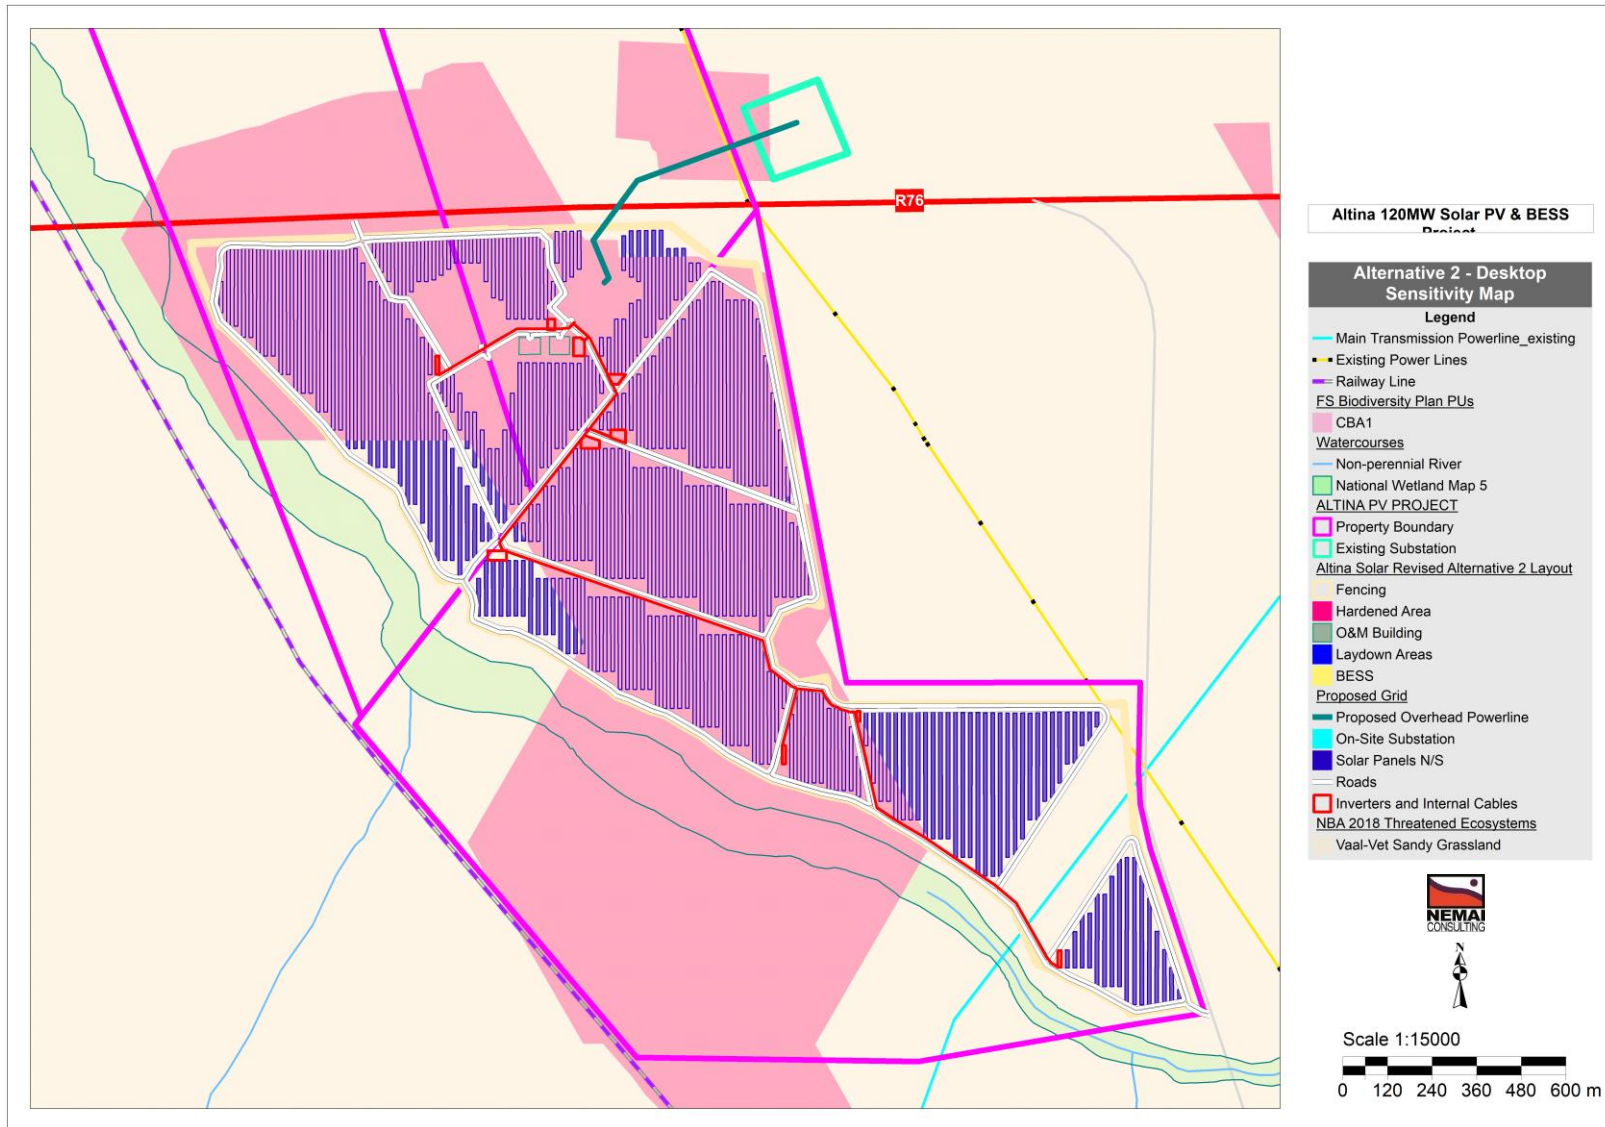 R76
Altina 120MW Solar PV & BESS
Project
Alternative 2 - Desktop
Sensitivity Map
Legend
Main Transmission Powerline_existing
Existing Power Lines
Railway Line
FS Biodiversity Plan PUs
CBA1
Watercourses
Non-perennial River
National Wetland Map 5
ALTINA PV PROJECT
Property Boundary
Existing Substation
Altina Solar Revised Alternative 2 Layout
Fencing
Hardened Area
O&M Building
Laydown Areas
BESS
Proposed Grid
Proposed Overhead Powerline
On-Site Substation
Solar Panels N/S
Roads
Inverters and Internal Cables
NBA 2018 Threatened Ecosystems
Vaal-Vet Sandy Grassland
NEMAI
CONSULTING
N
Scale 1:15000
0 120 240 360 480 600 m